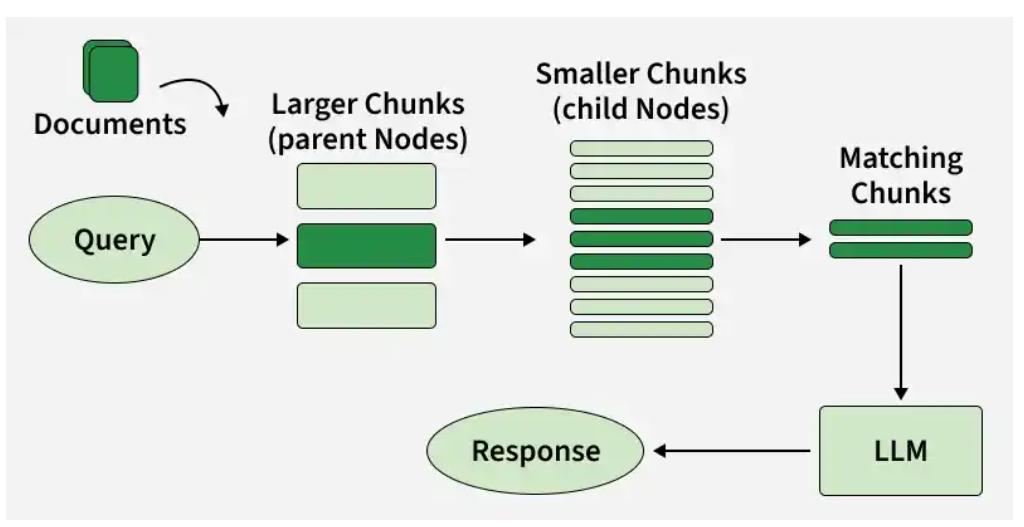 Documents
Larger Chunks
(parent Nodes)
Smaller Chunks
(child Nodes)
Matching
Chunks
Query
LLM
Response